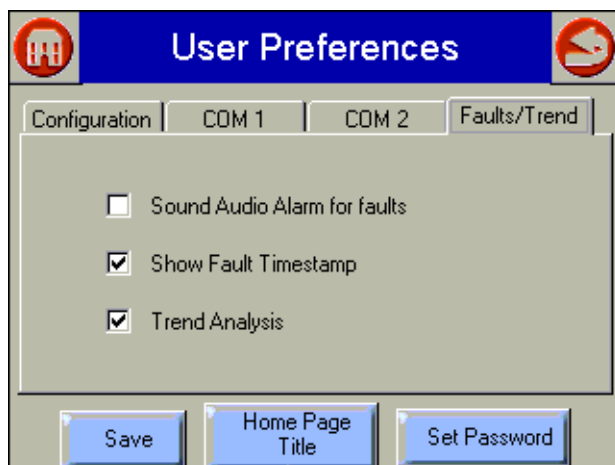 User Preferences
Configuration COM 1 COM 2 Faults/Trend
Sound Audio Alarm for faults
Show Fault Timestamp
Trend Analysis
Save Home Page Title Set Password